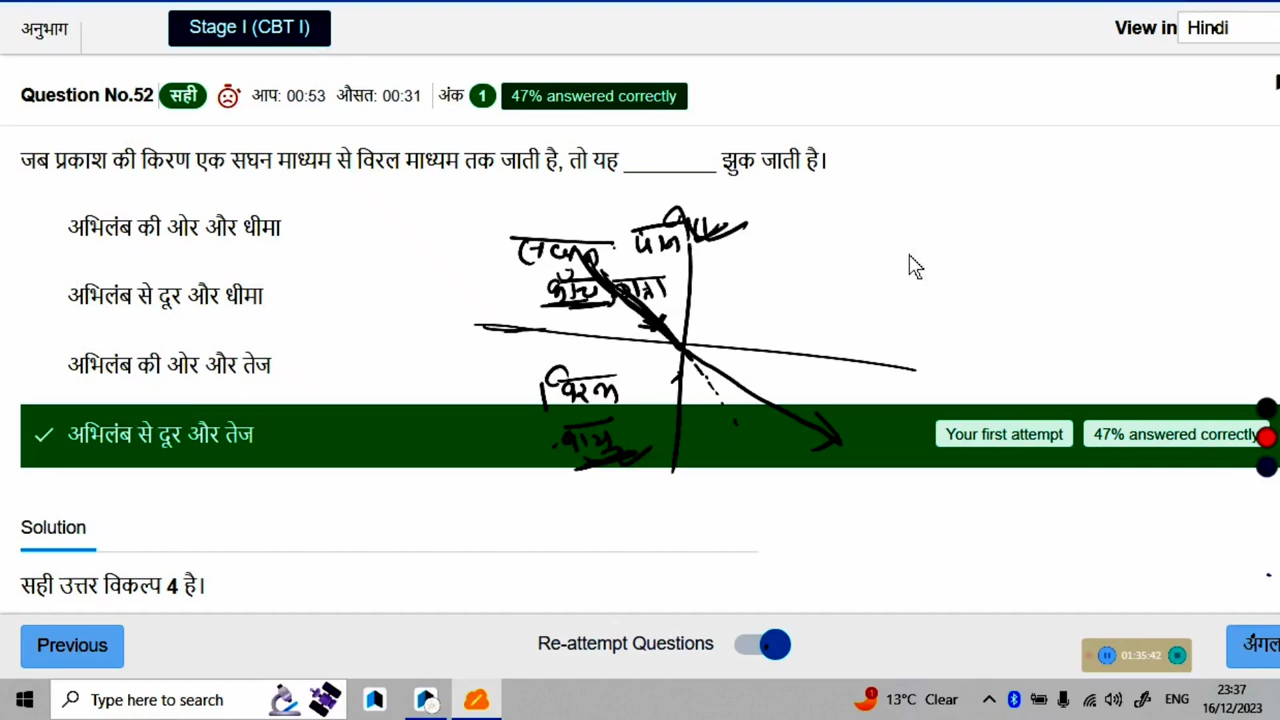 अनुभाग
Stage I (CBT I)
View in
Hindi
Question No.52 सही आप: 00:53 औसत: 00:31 अंक 1 47% answered correctly
जब प्रकाश की किरण एक सघन माध्यम से विरल माध्यम तक जाती है, तो यह ________ झुक जाती है।
अभिलंब की ओर और धीमा
अभिलंब से दूर और धीमा
अभिलंब की ओर और तेज
अभिलंब से दूर और तेज
Your first attempt
47% answered correctly
Solution
सही उत्तर विकल्प 4 है।
Previous
Re-attempt Questions
01:35:42
Type here to search
1
13°C Clear
ENG
23:37
16/12/2023